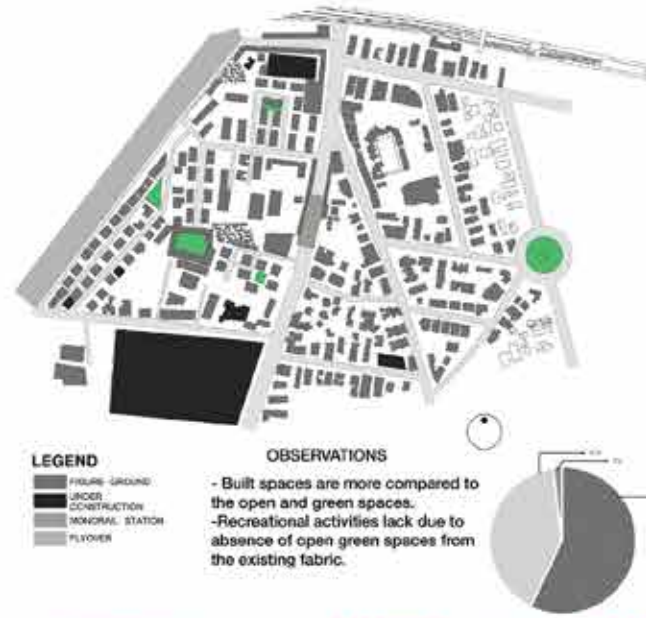 LEGEND
FIGURE GROUND
UNDER
CONSTRUCTION
MONORAIL STATION
FLYOVER
OBSERVATIONS
- Built spaces are more compared to
the open and green spaces.
-Recreational activities lack due to
absence of open green spaces from
the existing fabric.